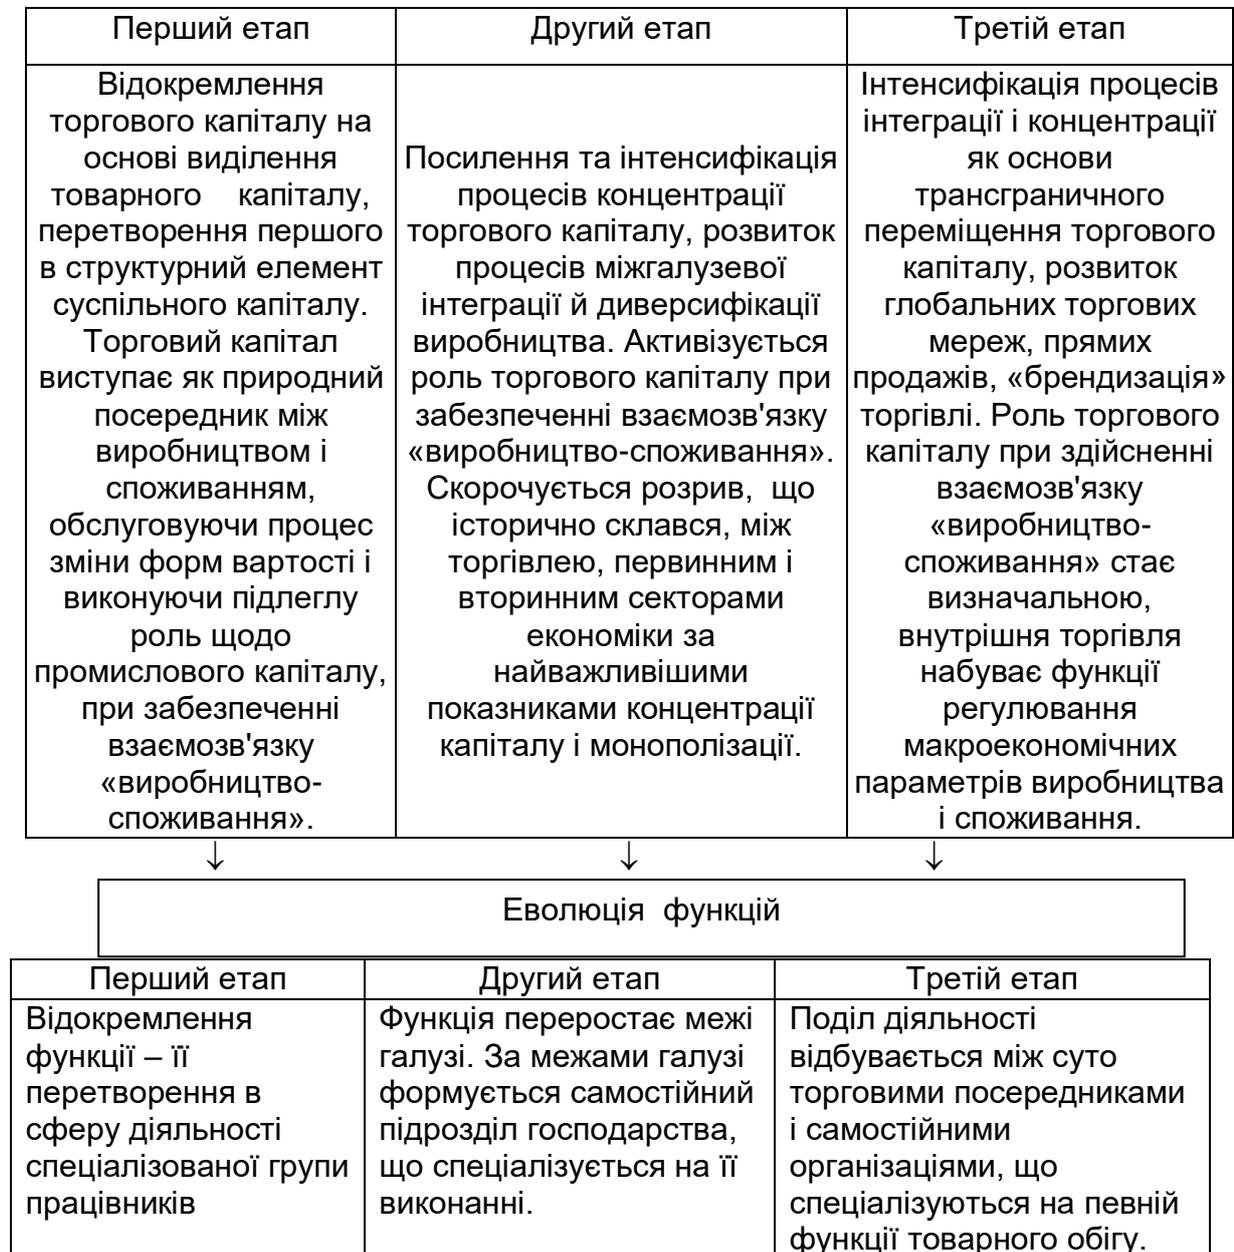 Перший етап
Другий етап
Третій етап
Відокремлення
торгового капіталу на
основі виділення
товарного капіталу,
перетворення першого
в структурний елемент
суспільного капіталу.
Торговий капітал
виступає як природний
посередник між
виробництвом і
споживанням,
обслуговуючи процес
зміни форм вартості і
виконуючи підлеглу
роль щодо
промислового капіталу,
при забезпеченні
взаємозв'язку
«виробництво-
споживання».
Посилення та інтенсифікація
процесів концентрації
торгового капіталу, розвиток
процесів міжгалузевої
інтеграції й диверсифікації
виробництва. Активізується
роль торгового капіталу при
забезпеченні взаємозв'язку
«виробництво-споживання».
Скорочується розрив, що
історично склався, між
торгівлею, первинним і
вторинним секторами
економіки за
найважливішими
показниками концентрації
капіталу і монополізації.
Інтенсифікація процесів
інтеграції і концентрації
як основи
трансграничного
переміщення торгового
капіталу, розвиток
глобальних торгових
мереж, прямих
продажів, «брендизація»
торгівлі. Роль торгового
капіталу при здійсненні
взаємозв'язку
«виробництво-
споживання» стає
визначальною,
внутрішня торгівля
набуває функції
регулювання
макроекономічних
параметрів виробництва
і споживання.
↓ ↓ ↓
Еволюція функцій
Перший етап
Другий етап
Третій етап
Відокремлення
функції – її
перетворення в
сферу діяльності
спеціалізованої групи
працівників
Функція переростає межі
галузі. За межами галузі
формується самостійний
підрозділ господарства,
що спеціалізується на її
виконанні.
Поділ діяльності
відбувається між суто
торговими посередниками
і самостійними
організаціями, що
спеціалізуються на певній
функції товарного обігу.